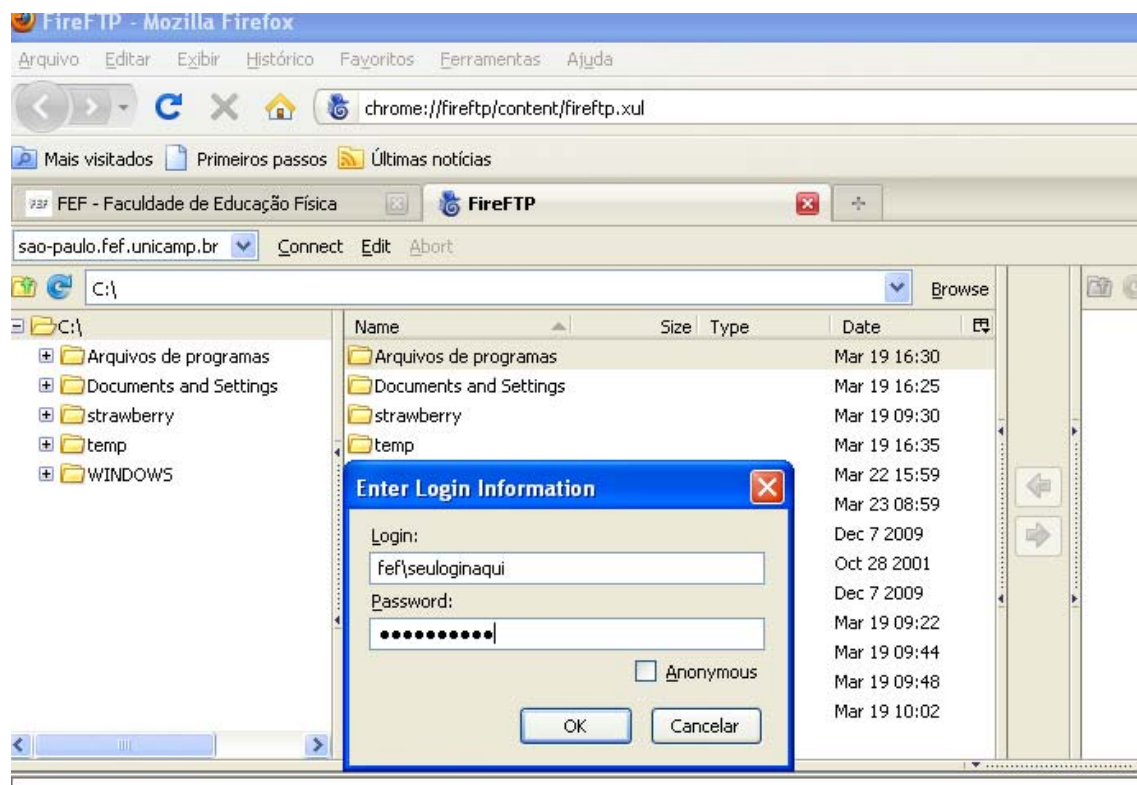 FireFTP - Mozilla Firefox
Arquivo Editar Exibir Histórico Favoritos Ferramentas Ajuda
chrome://fireftp/content/fireftp.xul
Mais visitados Primeiros passos Últimas notícias
FEF - Faculdade de Educação Física FireFTP
sao-paulo.fef.unicamp.br Connect Edit Abort
C:\ Browse
C:\ Name Size Type Date
Arquivos de programas Arquivos de programas Mar 19 16:30
Documents and Settings Documents and Settings Mar 19 16:25
strawberry strawberry Mar 19 09:30
temp temp Mar 19 16:35
WINDOWS Mar 22 15:59
Mar 23 08:59
Dec 7 2009
Oct 28 2001
Dec 7 2009
Mar 19 09:22
Mar 19 09:44
Mar 19 09:48
Mar 19 10:02
Enter Login Information
Login:
fef\seuloginaqui
Password:
●●●●●●●●●●
Anonymous
OK Cancelar